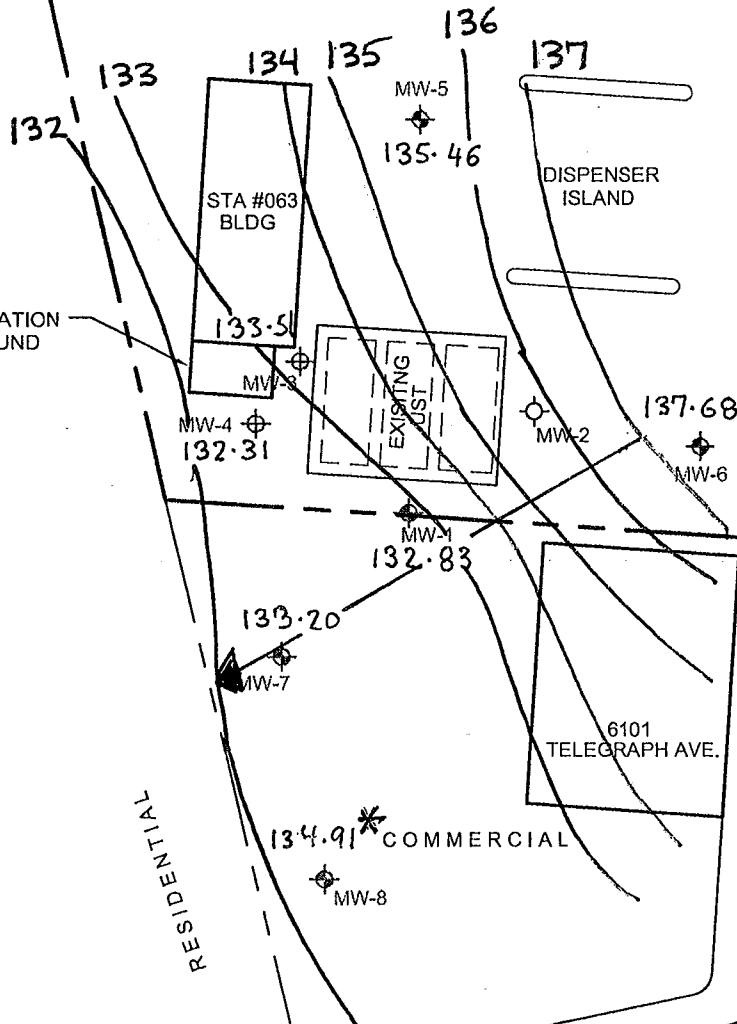 136
134
135
137
133
MW-5
132
135.46
DISPENSER
ISLAND
STA #063
BLDG
ATION
UND
133.51
MW-3
EXISITNG
UST
137.68
MW-4
MW-2
132.31
MW-6
MW-1
132.83
133.20
MW-7
6101
TELEGRAPH AVE.
RESIDENTIAL
134.91* COMMERCIAL
MW-8